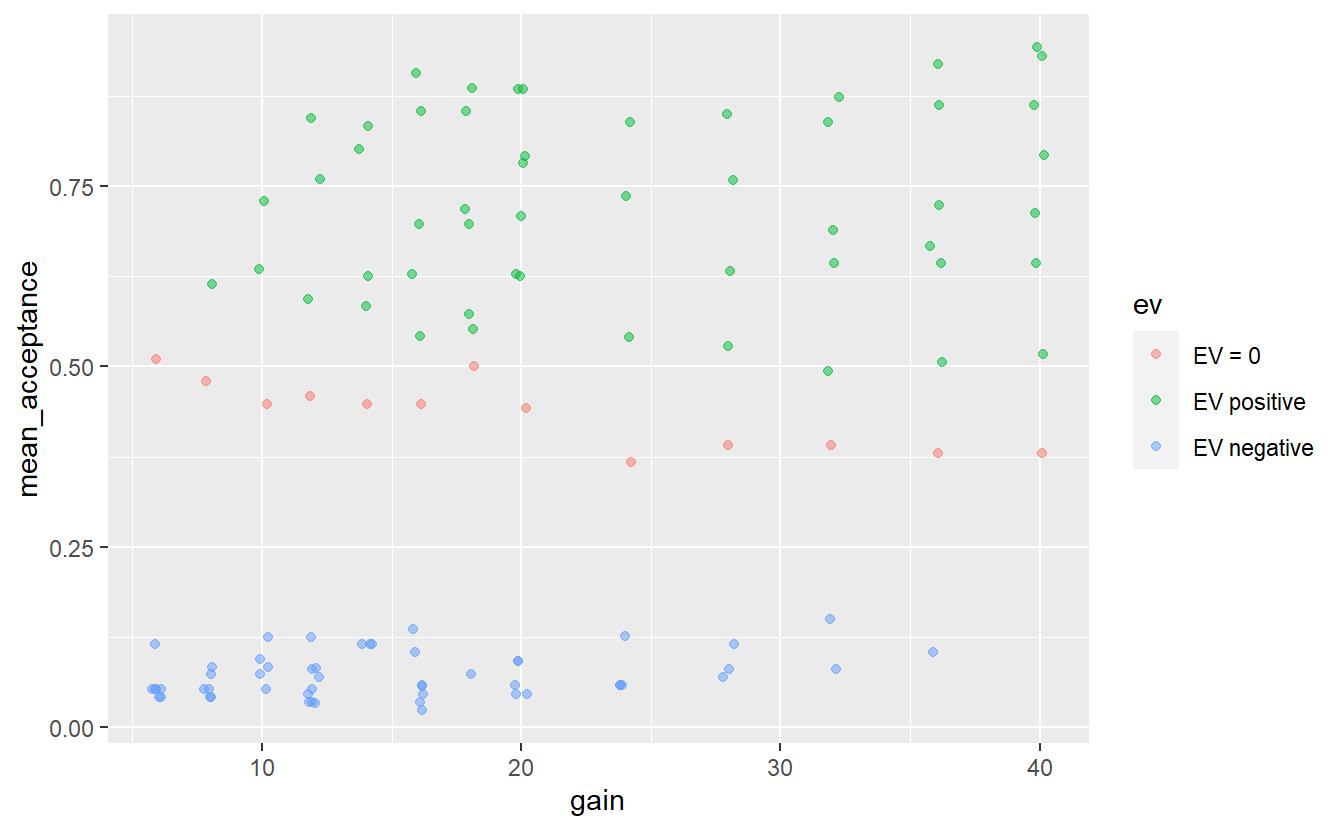 mean_acceptance
0.75
0.50
0.25
0.00
10
20
30
40
gain
ev
EV = 0
EV positive
EV negative